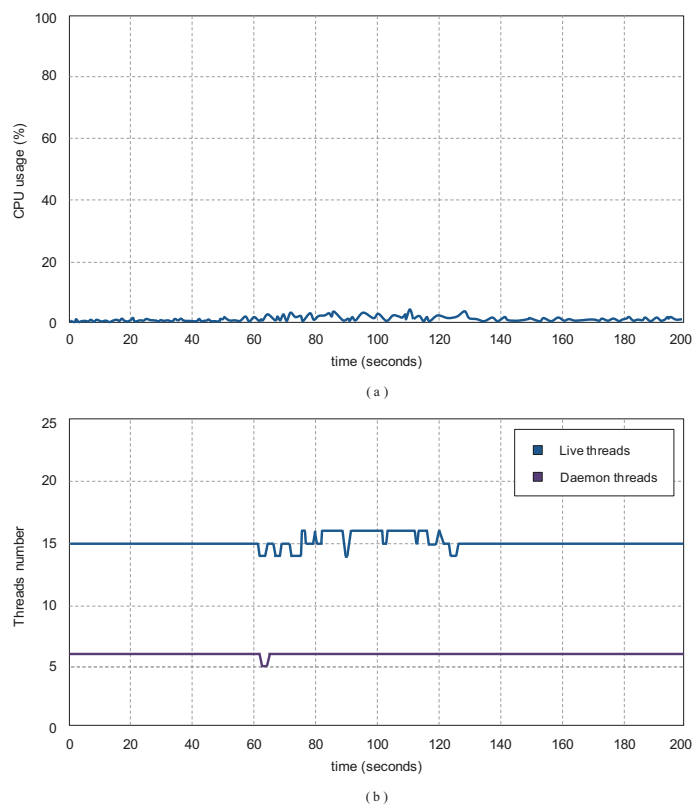 100
80
60
40
20
0
CPU usage (%)
0 20 40 60 80 100 120 140 160 180 200
time (seconds)
( a )
25
20
15
10
5
0
Threads number
Live threads
Daemon threads
0 20 40 60 80 100 120 140 160 180 200
time (seconds)
( b )